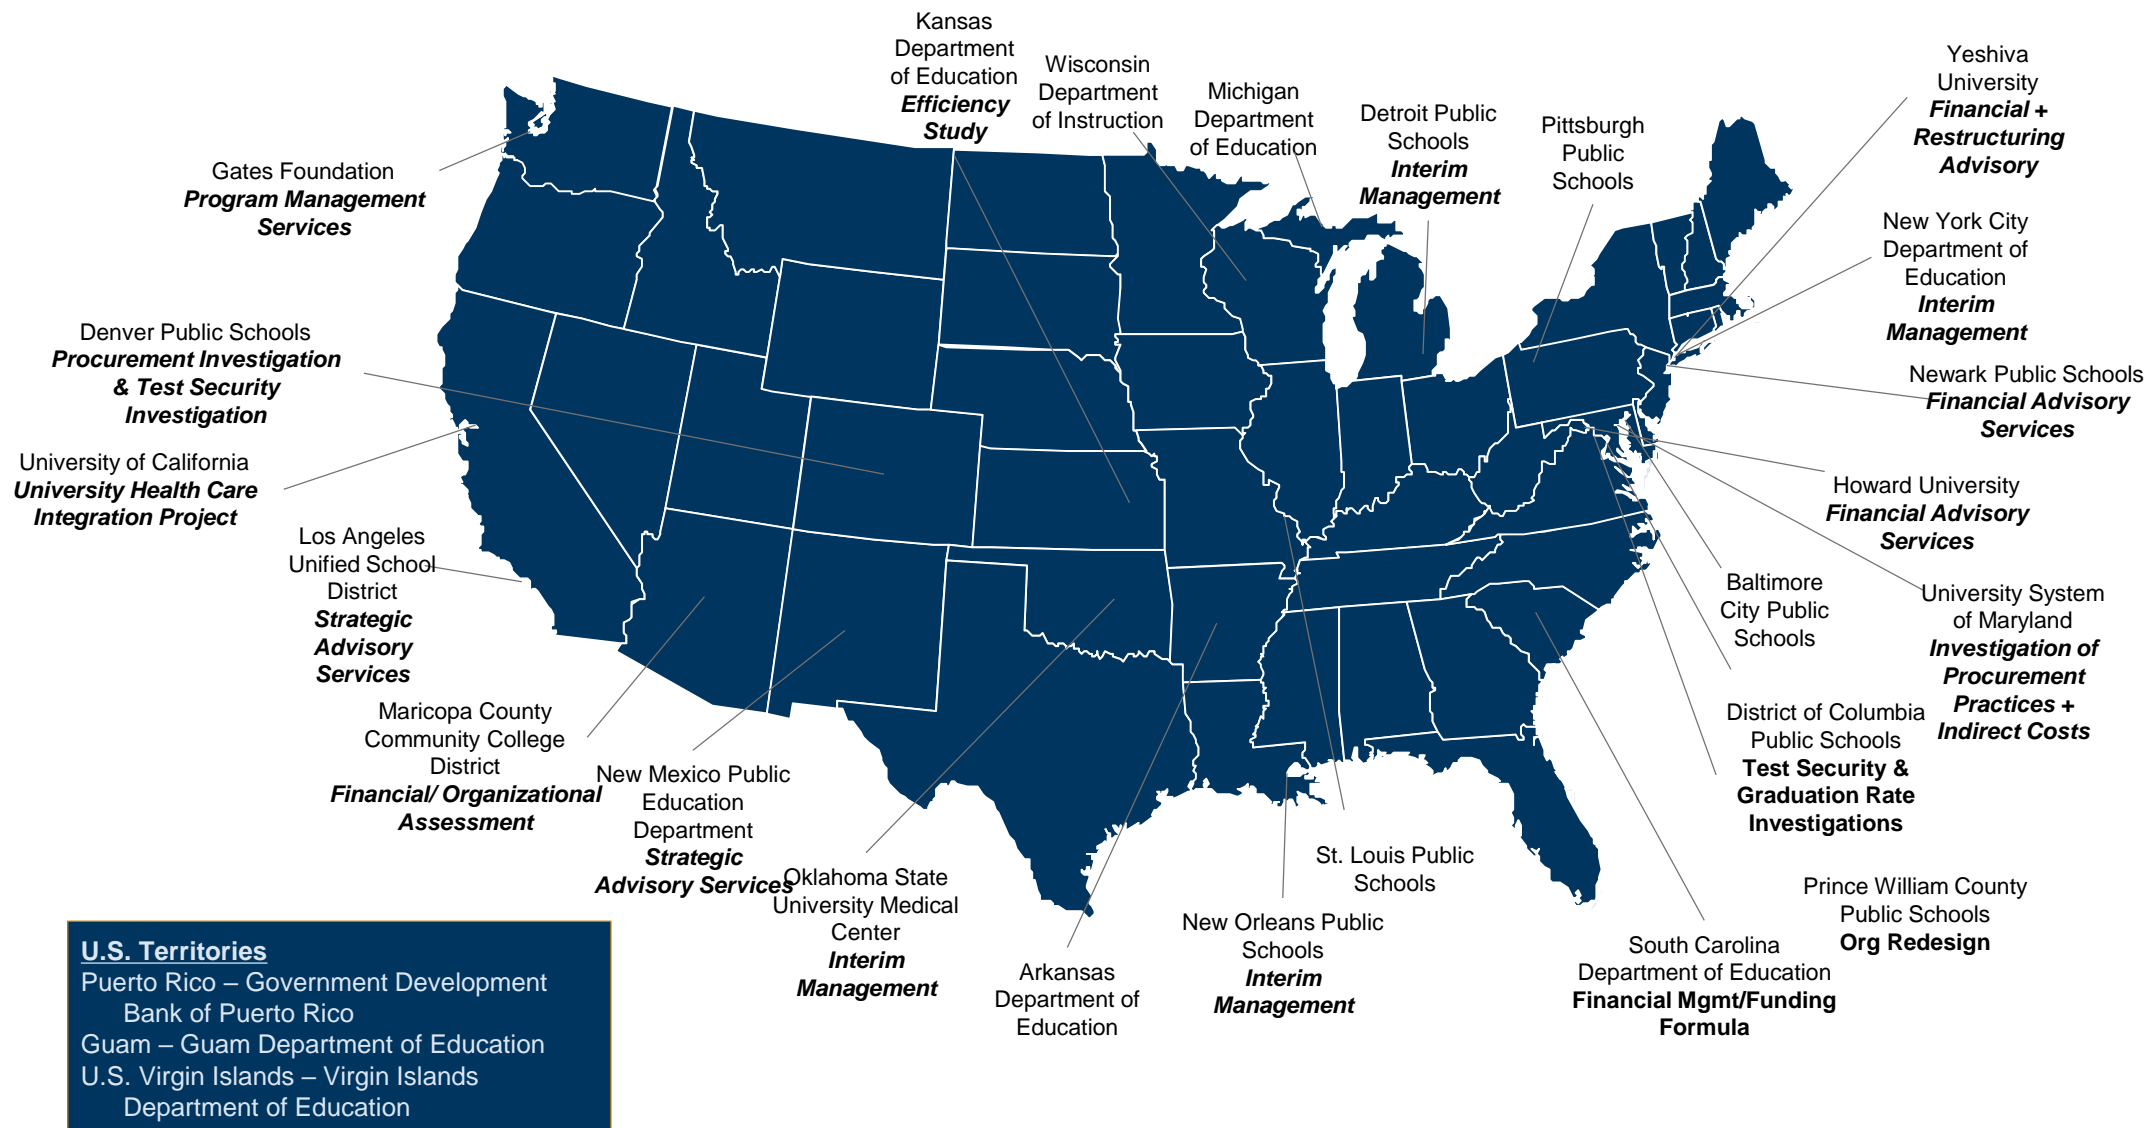 Kansas
Department
of Education
Efficiency
Study
Wisconsin
Department
of Instruction
Michigan
Department
of Education
Detroit Public
Schools
Interim
Management
Pittsburgh
Public
Schools
Yeshiva
University
Financial +
Restructuring
Advisory
Gates Foundation
Program Management
Services
New York City
Department of
Education
Interim
Management
Denver Public Schools
Procurement Investigation
& Test Security
Investigation
Newark Public Schools
Financial Advisory
Services
University of California
University Health Care
Integration Project
Howard University
Financial Advisory
Services
Los Angeles
Unified School
District
Strategic
Advisory
Services
Baltimore
City Public
Schools
University System
of Maryland
Investigation of
Procurement
Practices +
Indirect Costs
Maricopa County
Community College
District
Financial/ Organizational
Assessment
District of Columbia
Public Schools
Test Security &
Graduation Rate
Investigations
New Mexico Public
Education
Department
Strategic
Advisory Services
Oklahoma State
University Medical
Center
Interim
Management
Arkansas
Department of
Education
New Orleans Public
Schools
Interim
Management
St. Louis Public
Schools
South Carolina
Department of Education
Financial Mgmt/Funding
Formula
Prince William County
Public Schools
Org Redesign
U.S. Territories
Puerto Rico – Government Development
Bank of Puerto Rico
Guam – Guam Department of Education
U.S. Virgin Islands – Virgin Islands
Department of Education